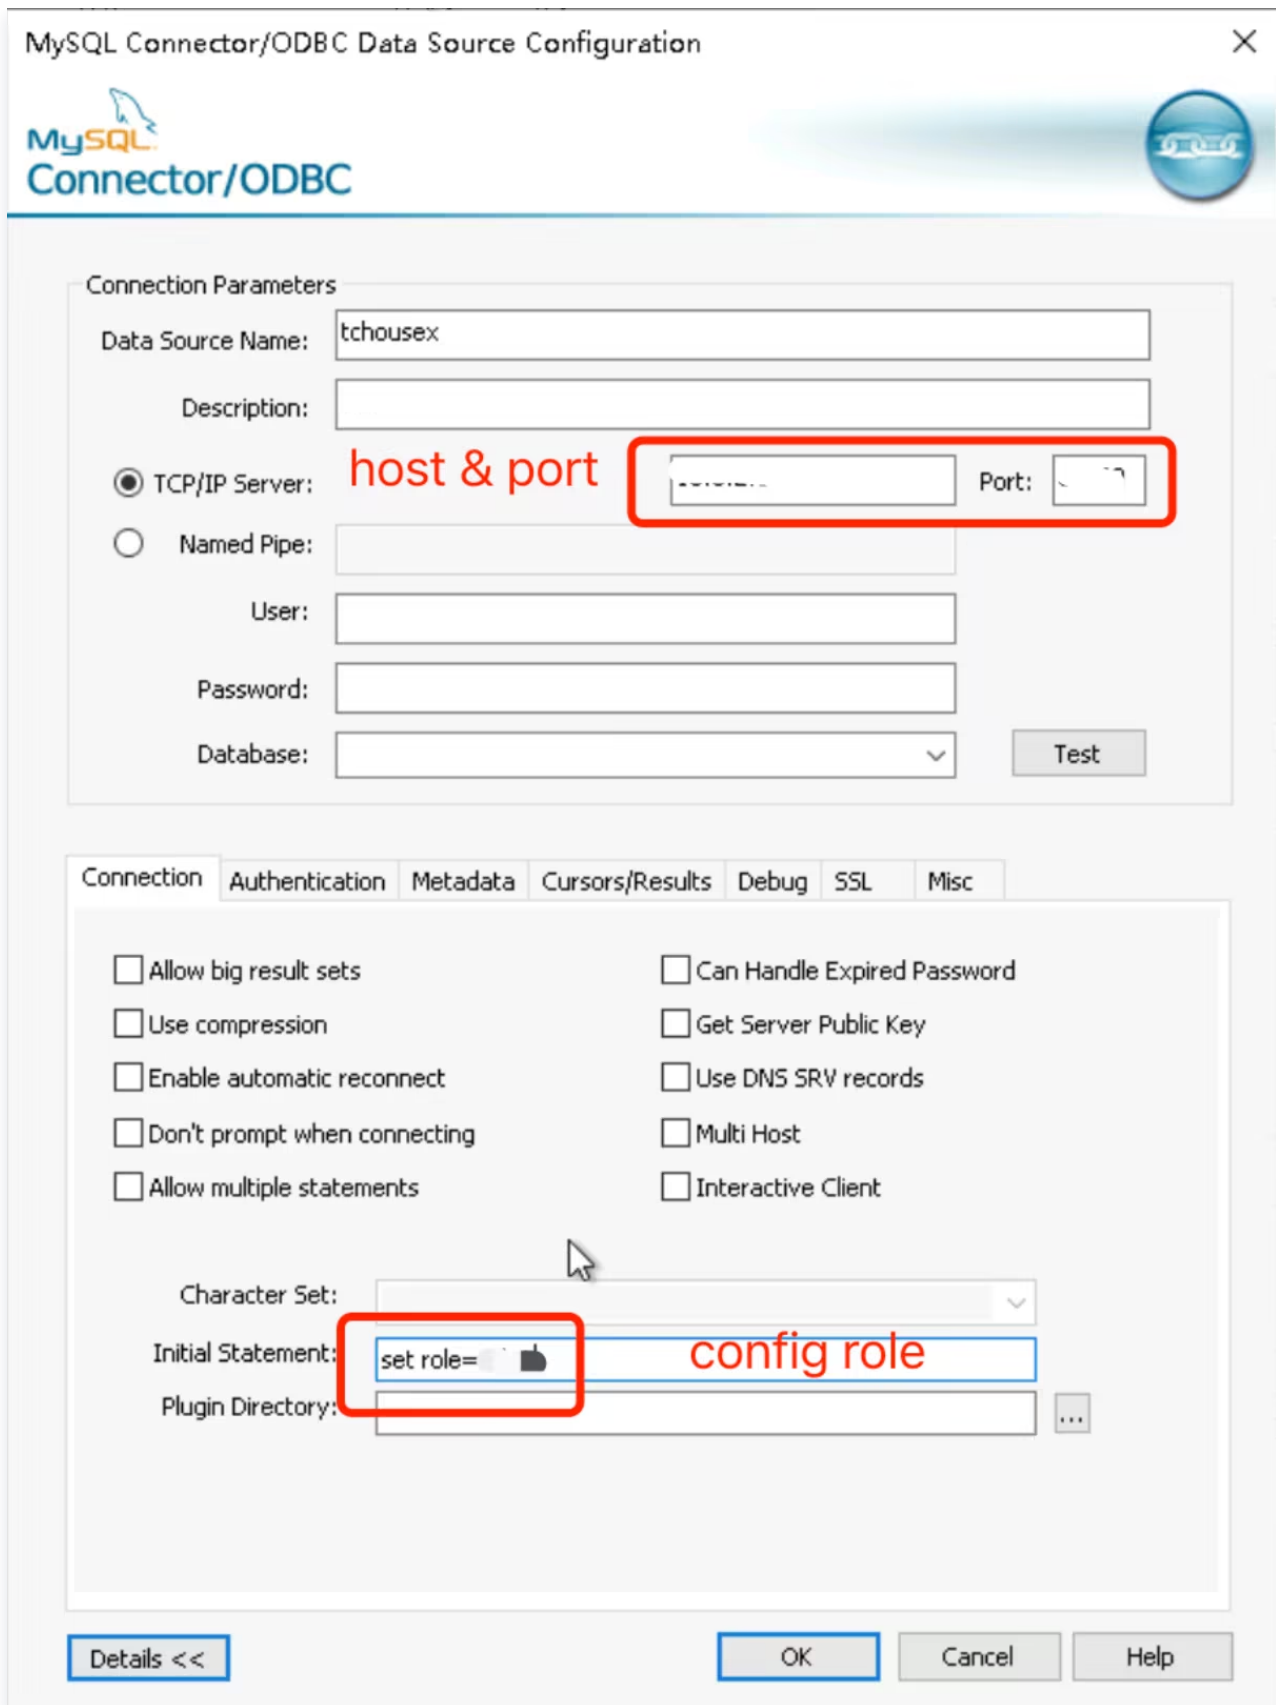 MySQL Connector/ODBC Data Source Configuration
MySQL
Connector/ODBC
Connection Parameters
Data Source Name: tchousex
Description:
TCP/IP Server: host & port Port:
Named Pipe:
User:
Password:
Database: Test
Connection Authentication Metadata Cursors/Results Debug SSL Misc
Allow big result sets Can Handle Expired Password
Use compression Get Server Public Key
Enable automatic reconnect Use DNS SRV records
Don't prompt when connecting Multi Host
Allow multiple statements Interactive Client
Character Set:
Initial Statement: set role= config role
Plugin Directory: ...
Details << OK Cancel Help